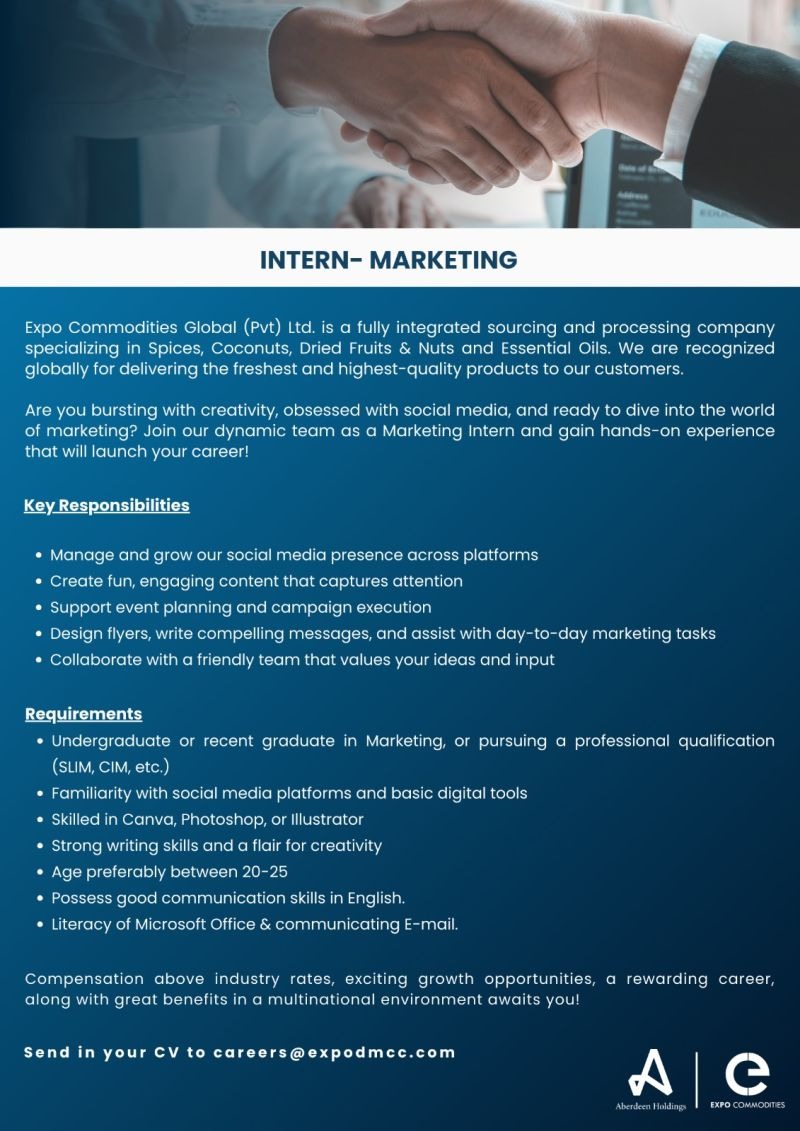 INTERN- MARKETING
Expo Commodities Global (Pvt) Ltd. is a fully integrated sourcing and processing company
specializing in Spices, Coconuts, Dried Fruits & Nuts and Essential Oils. We are recognized
globally for delivering the freshest and highest-quality products to our customers.
Are you bursting with creativity, obsessed with social media, and ready to dive into the world
of marketing? Join our dynamic team as a Marketing Intern and gain hands-on experience
that will launch your career!
Key Responsibilities
• Manage and grow our social media presence across platforms
• Create fun, engaging content that captures attention
• Support event planning and campaign execution
• Design flyers, write compelling messages, and assist with day-to-day marketing tasks
• Collaborate with a friendly team that values your ideas and input
Requirements
• Undergraduate or recent graduate in Marketing, or pursuing a professional qualification
(SLIM, CIM, etc.)
• Familiarity with social media platforms and basic digital tools
• Skilled in Canva, Photoshop, or Illustrator
• Strong writing skills and a flair for creativity
• Age preferably between 20-25
• Possess good communication skills in English.
• Literacy of Microsoft Office & communicating E-mail.
Compensation above industry rates, exciting growth opportunities, a rewarding career,
along with great benefits in a multinational environment awaits you!
Send in your CV to careers@expodmcc.com
Aberdeen Holdings
EXPO COMMODITIES